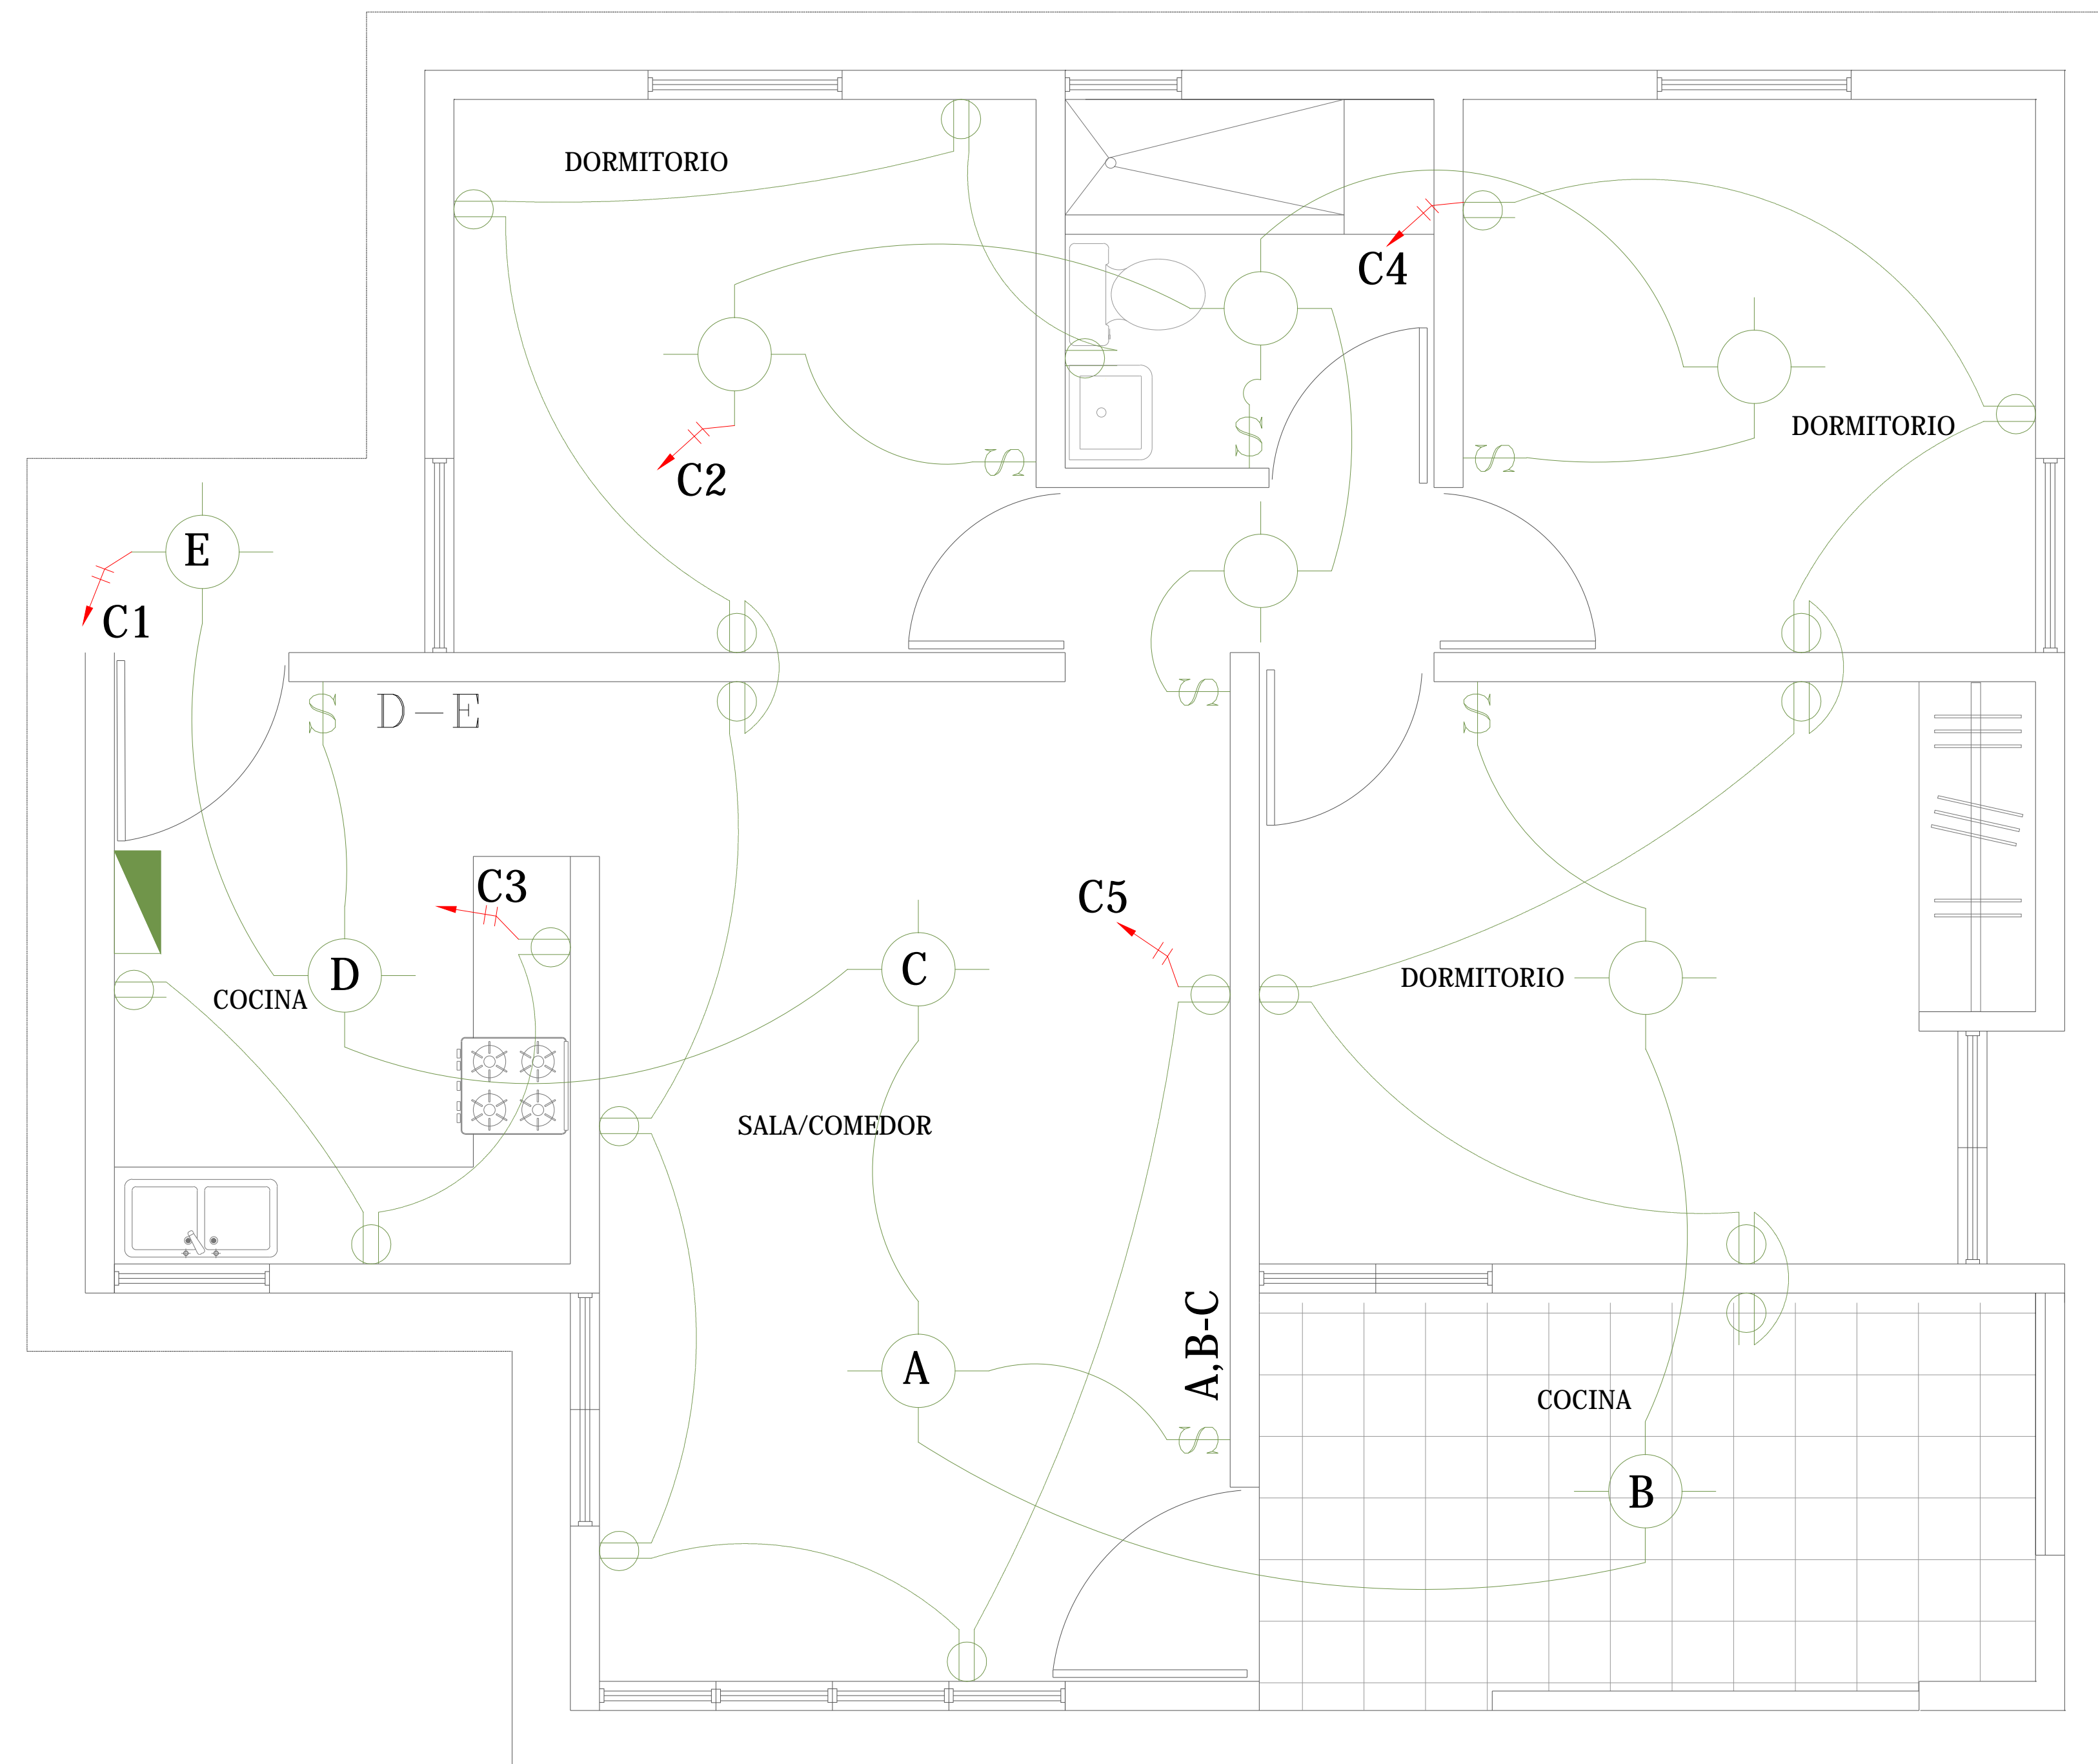 DORMITORIO
C4
DORMITORIO
S
S
S
C2
E
C1
S
S D-E
S
C3
C5
C
D
COCINA
DORMITORIO
SALA/COMEDOR
A,B-C
A
S
COCINA
B